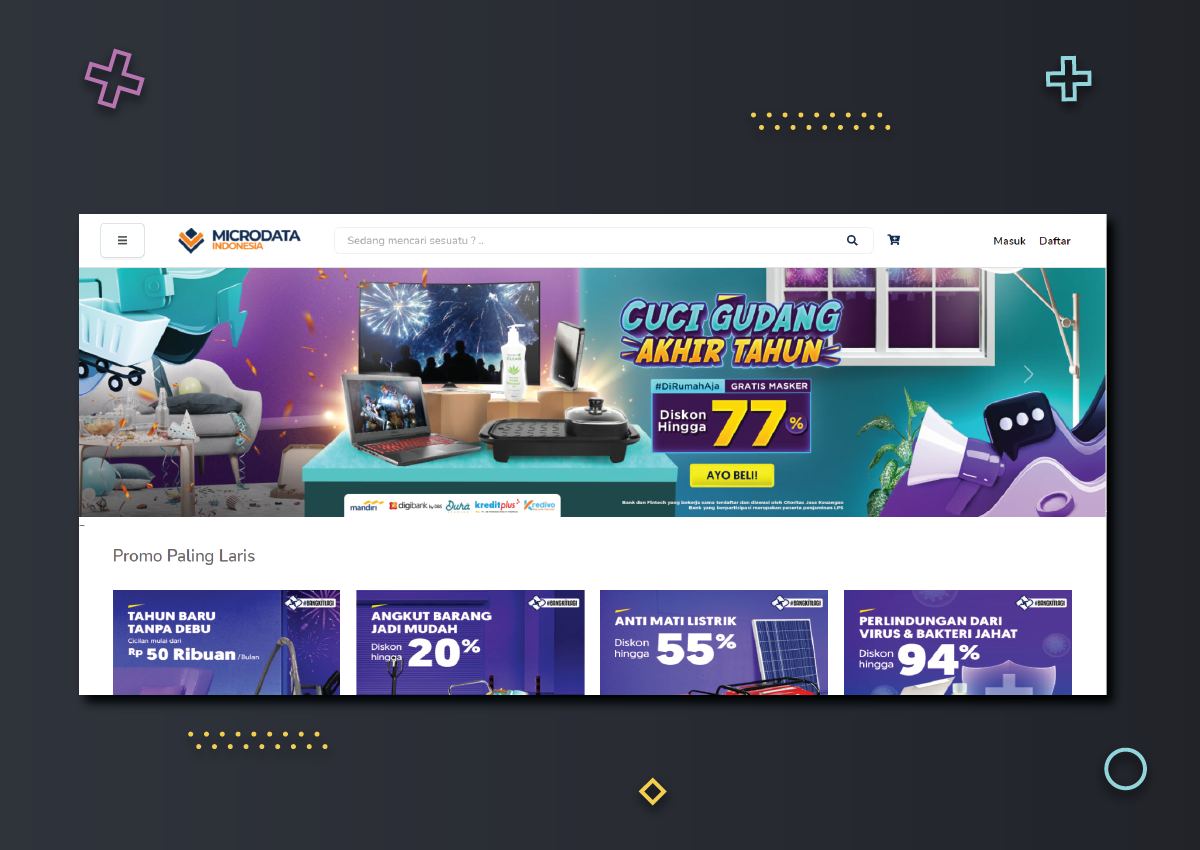 MICRODATA
INDONESIA
Sedang mencari sesuatu ? ..
Masuk Daftar
CUCI GUDANG
AKHIR TAHUN
#DiRumahAja GRATIS MASKER
Diskon
Hingga
77%
AYO BELI!
mandiri digibank by DBS Dura kreditplus Kredivo
Bank dan Fintech yang bekerja sama terdaftar dan diawasi oleh Otoritas Jasa Keuangan
Bank yang berpartisipasi merupakan peserta penjaminan LPS
Promo Paling Laris
#BANGKITLAGI
TAHUN BARU
TANPA DEBU
Cicilan mulai dari
Rp 50 Ribuan /Bulan
#BANGKITLAGI
ANGKUT BARANG
JADI MUDAH
Diskon
hingga
20%
#BANGKITLAGI
ANTI MATI LISTRIK
Diskon
hingga
55%
#BANGKITLAGI
PERLINDUNGAN DARI
VIRUS & BAKTERI JAHAT
Diskon
hingga
94%